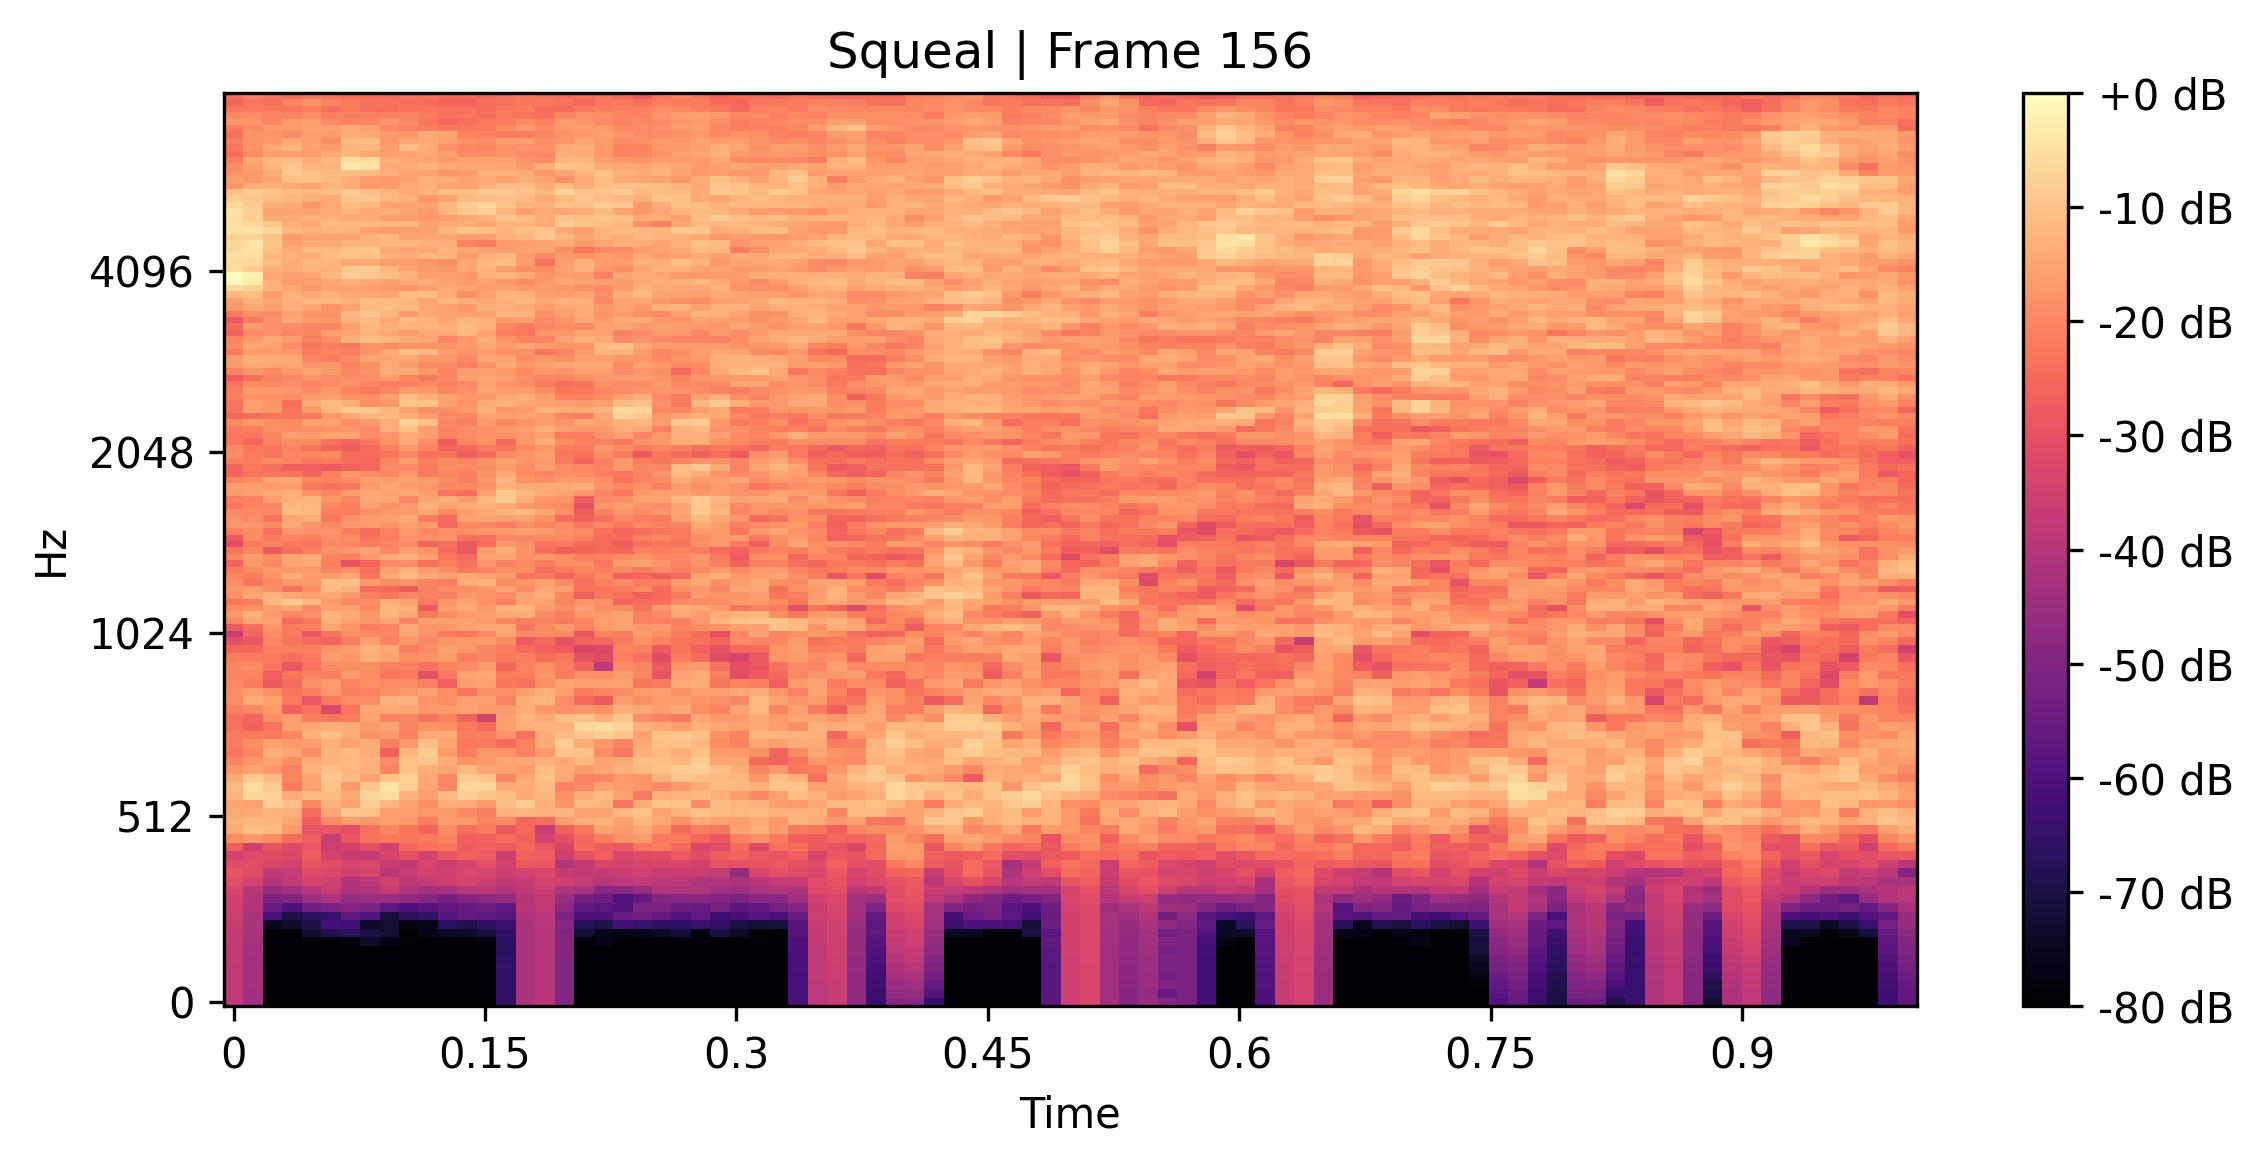 Squeal | Frame 156
+0 dB
-10 dB
-20 dB
-30 dB
-40 dB
-50 dB
-60 dB
-70 dB
-80 dB
Hz
4096
2048
1024
512
0
0 0.15 0.3 0.45 0.6 0.75 0.9
Time